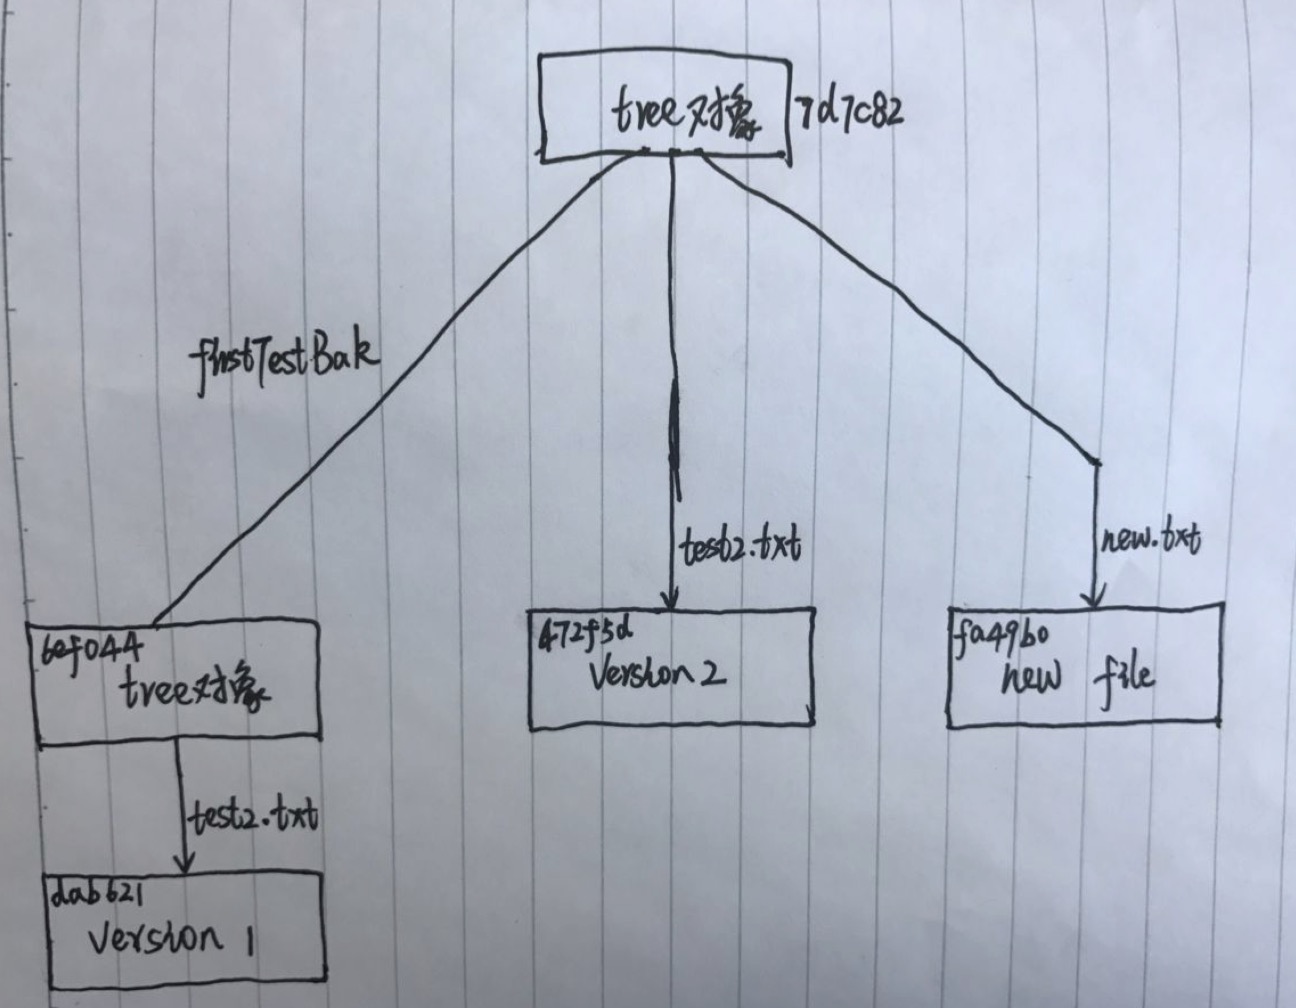 tree对象
7d7c82
firstTestBak
test2.txt
new.txt
6ef044
tree对象
472f5d
version 2
fa49b0
new file
test2.txt
dab621
version 1